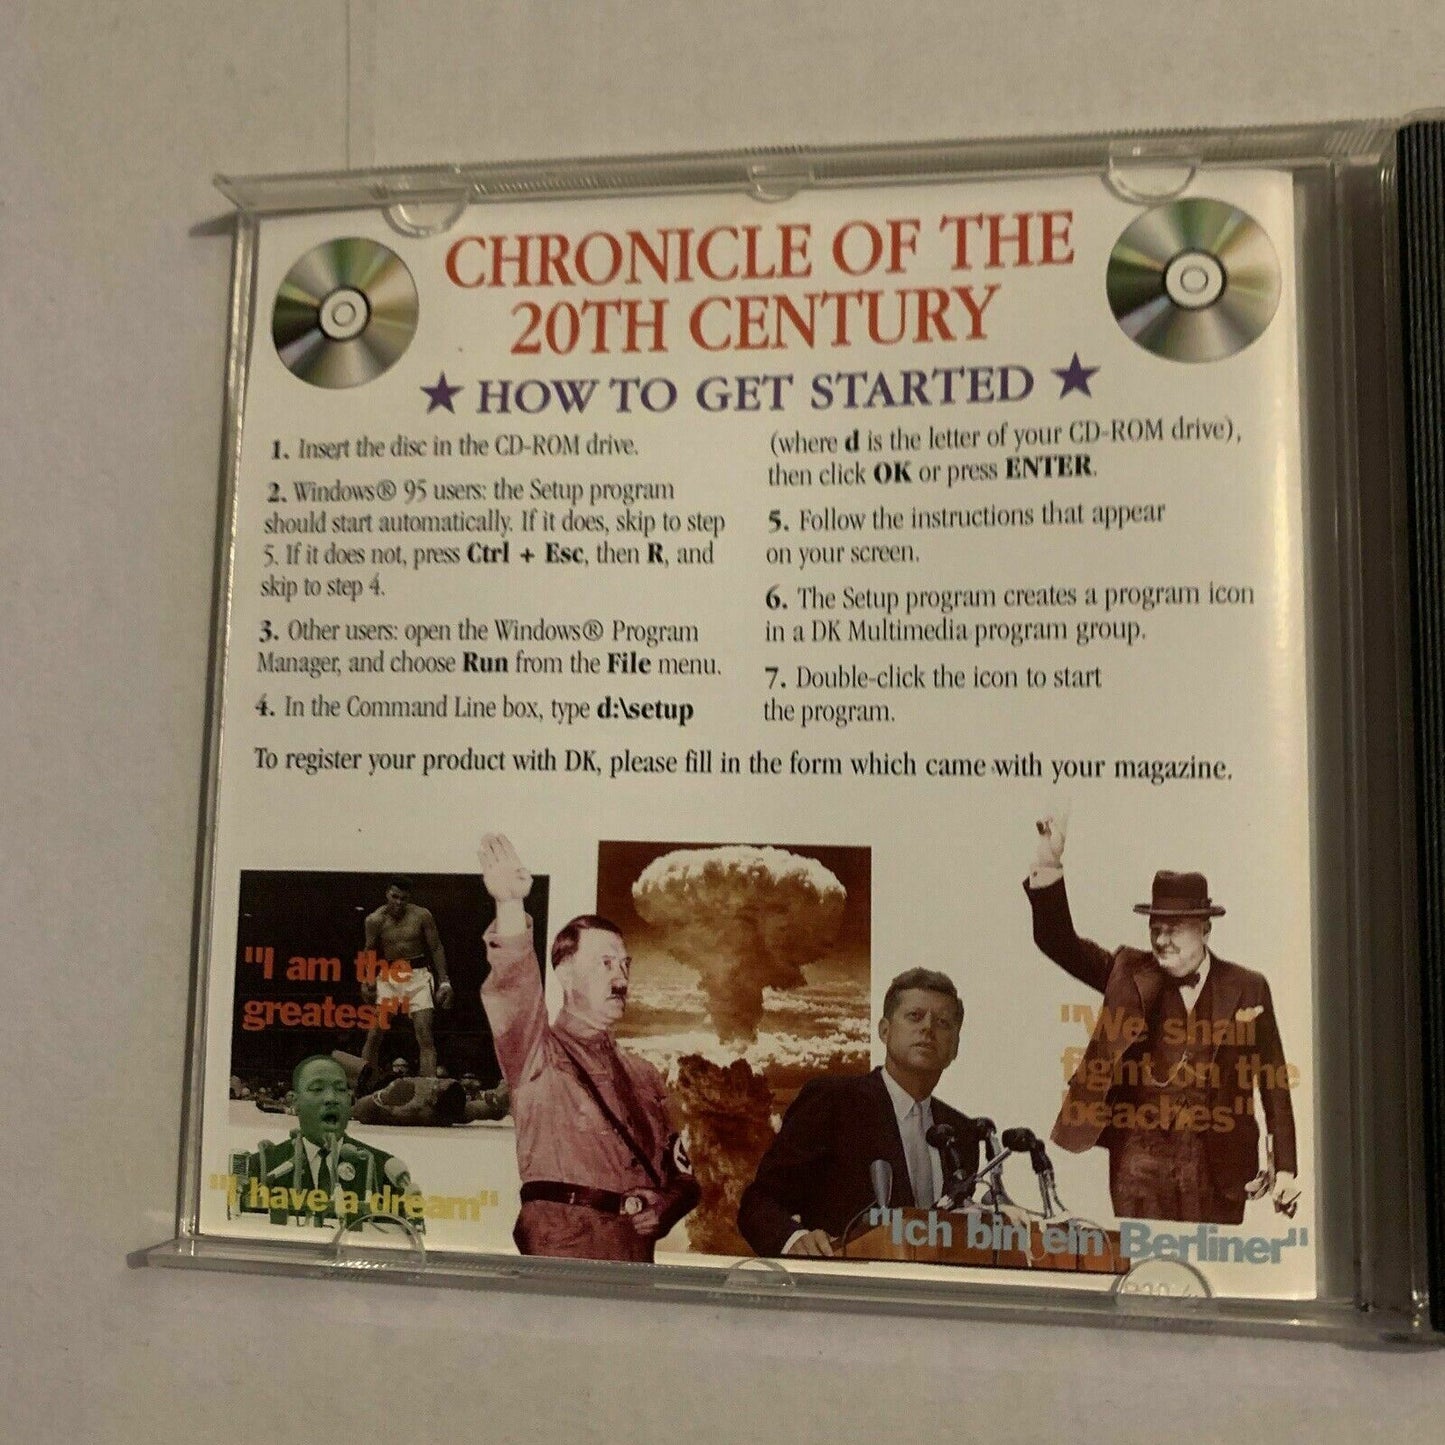 CHRONICLE OF THE
20TH CENTURY
★ HOW TO GET STARTED ★
1. Insert the disc in the CD-ROM drive.
2. Windows® 95 users: the Setup program
should start automatically. If it does, skip to step
5. If it does not, press Ctrl + Esc, then R, and
skip to step 4.
3. Other users: open the Windows® Program
Manager, and choose Run from the File menu.
4. In the Command Line box, type d:\setup
(where d is the letter of your CD-ROM drive),
then click OK or press ENTER.
5. Follow the instructions that appear
on your screen.
6. The Setup program creates a program icon
in a DK Multimedia program group.
7. Double-click the icon to start
the program.
To register your product with DK, please fill in the form which came with your magazine.
"I am the
greatest"
"I have a dream"
"We shall
fight on the
beaches"
"Ich bin ein Berliner"